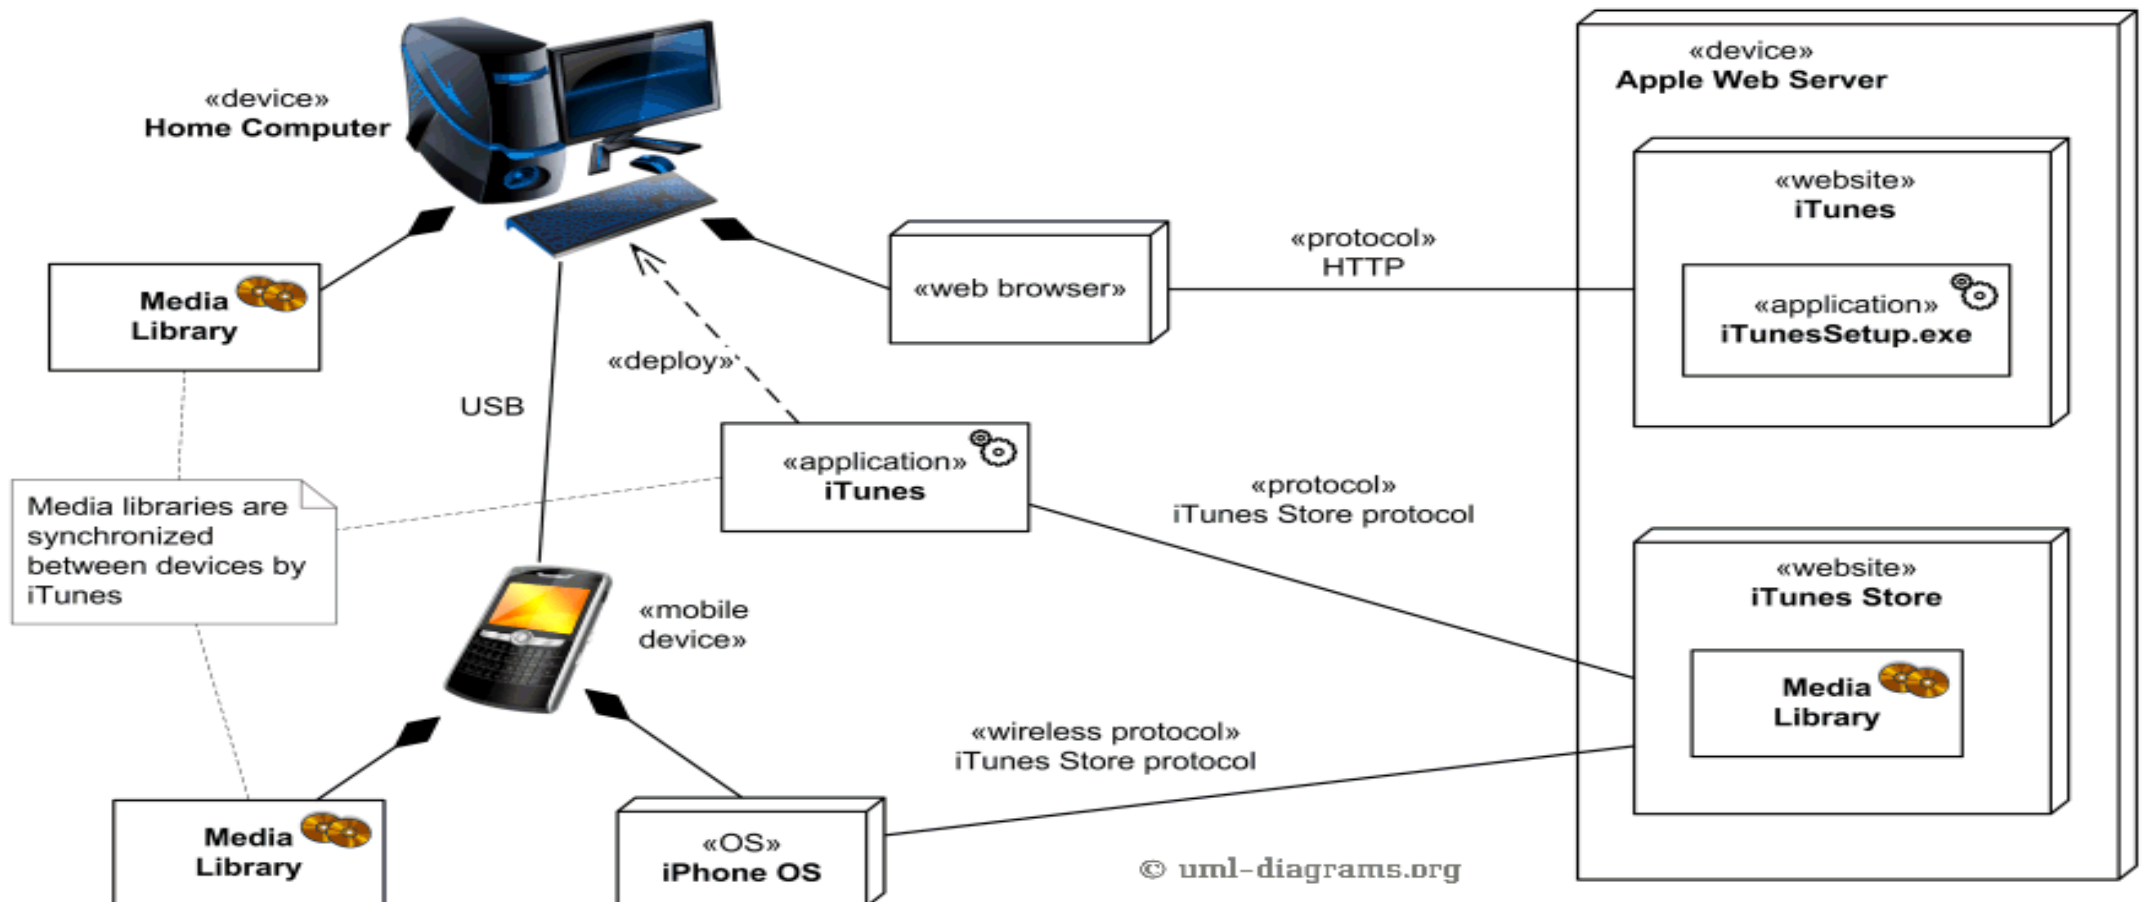 «device»
Home Computer
«device»
Apple Web Server
«website»
iTunes
«application»
iTunesSetup.exe
«protocol»
HTTP
«web browser»
Media
Library
«deploy»
USB
«application»
iTunes
«protocol»
iTunes Store protocol
Media libraries are
synchronized
between devices by
iTunes
«website»
iTunes Store
Media
Library
«mobile
device»
«wireless protocol»
iTunes Store protocol
Media
Library
«OS»
iPhone OS
© uml-diagrams.org